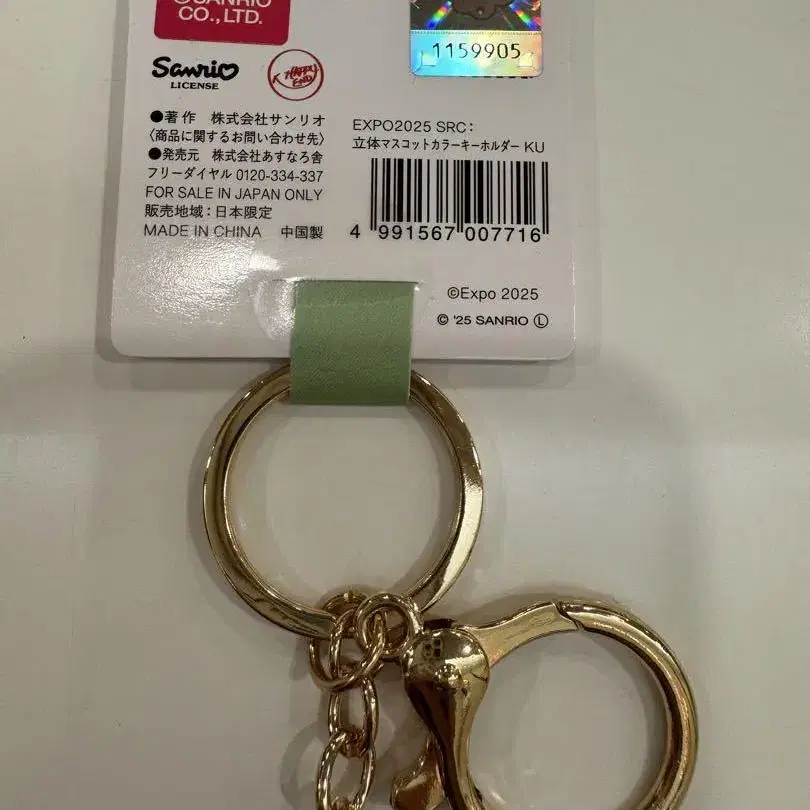 ©SANRIO
CO., LTD.
1159905
Sanrio
LICENSE
HAPPY
●著作 株式会社サンリオ
〈商品に関するお問い合わせ先〉
●発売元 株式会社あすなろ舎
フリーダイヤル 0120-334-337
FOR SALE IN JAPAN ONLY
販売地域:日本限定
MADE IN CHINA 中国製
EXPO2025 SRC:
立体マスコットカラーキーホルダー KU
4 991567 007716
©Expo 2025
© '25 SANRIO Ⓛ